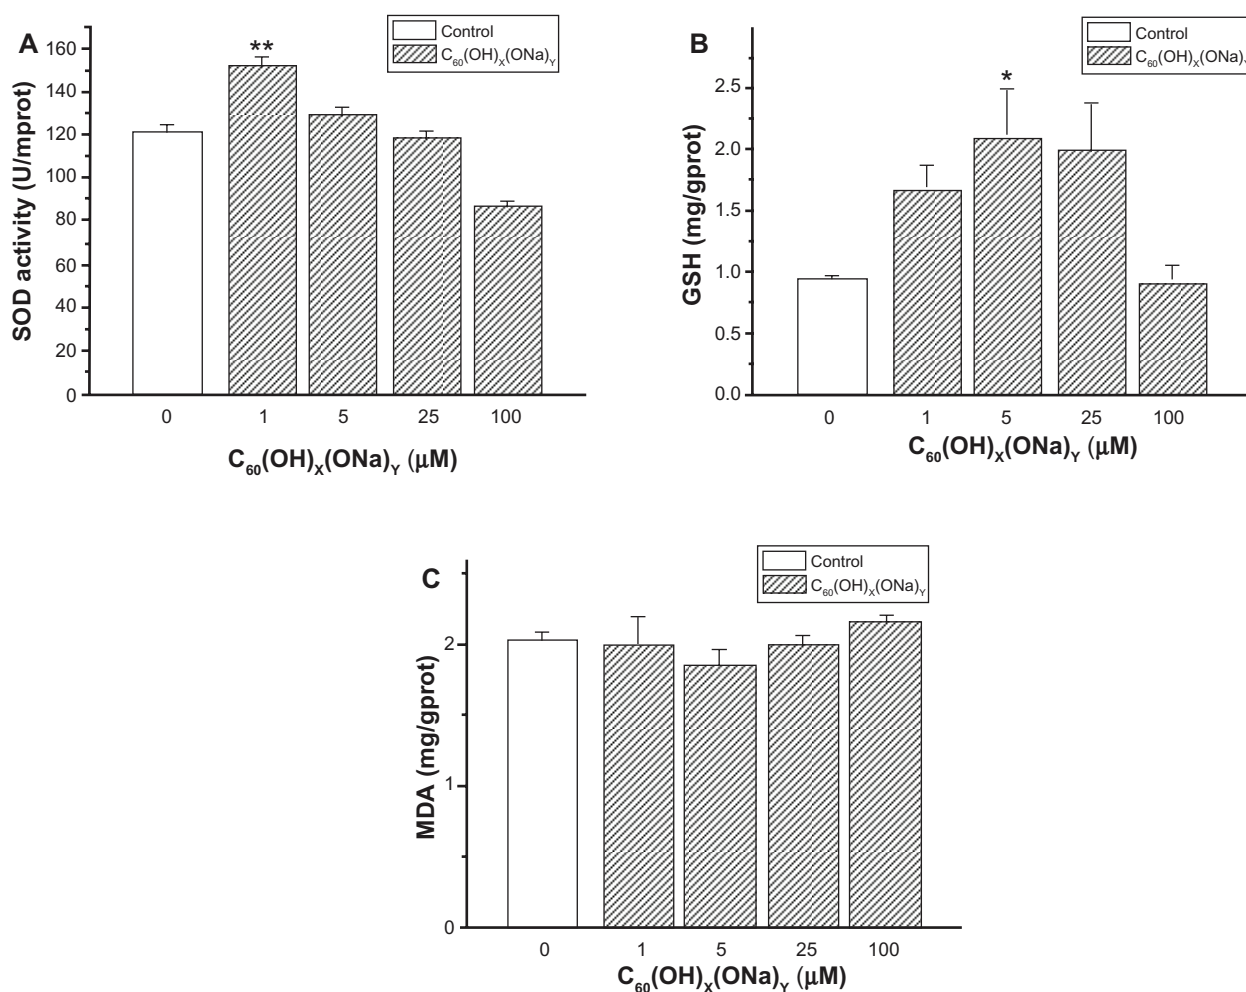 A
Control
C60(OH)X(ONa)Y
**
SOD activity (U/mprot)
160
140
120
100
80
60
40
20
0
0 1 5 25 100
C60(OH)X(ONa)Y (μM)
B
Control
C60(OH)X(ONa)
*
GSH (mg/gprot)
2.5
2.0
1.5
1.0
0.5
0.0
0 1 5 25 100
C60(OH)X(ONa)Y (μM)
C
Control
C60(OH)X(ONa)Y
MDA (mg/gprot)
2
1
0
0 1 5 25 100
C60(OH)X(ONa)Y (μM)